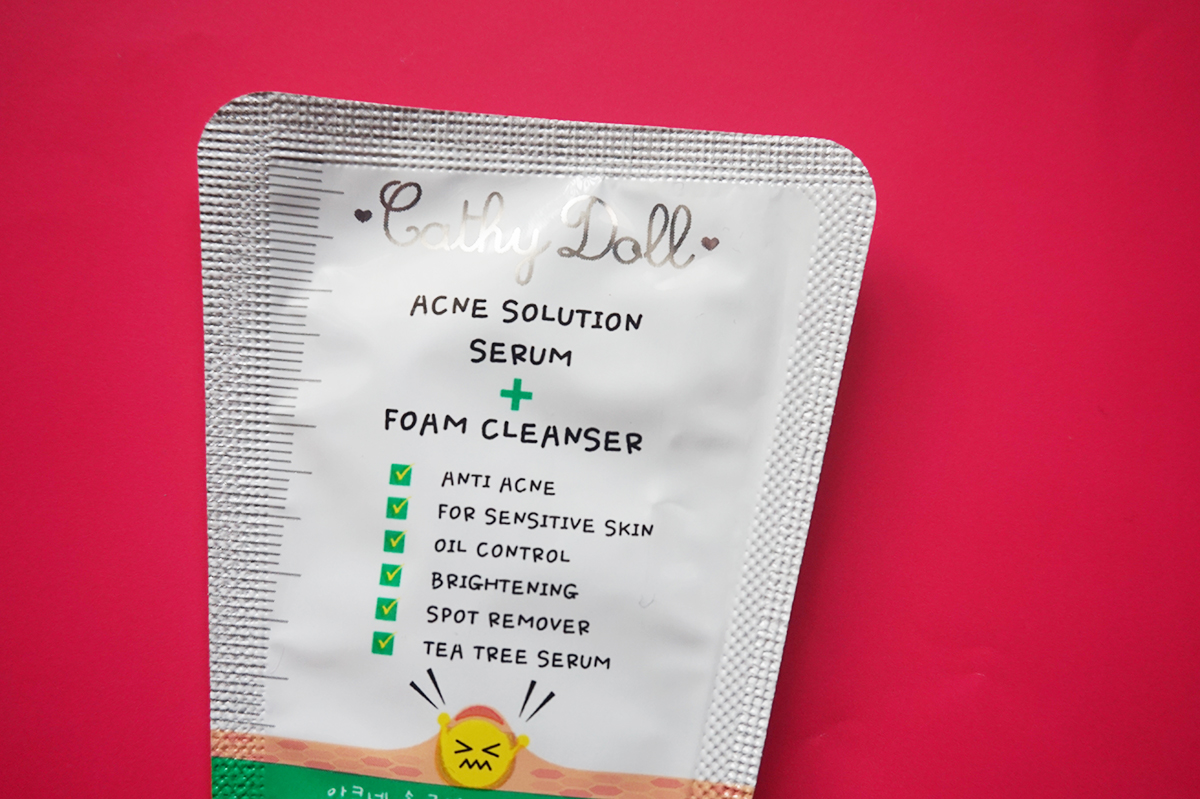 Cathy Doll
ACNE SOLUTION
SERUM
+
FOAM CLEANSER
ANTI ACNE
FOR SENSITIVE SKIN
OIL CONTROL
BRIGHTENING
SPOT REMOVER
TEA TREE SERUM